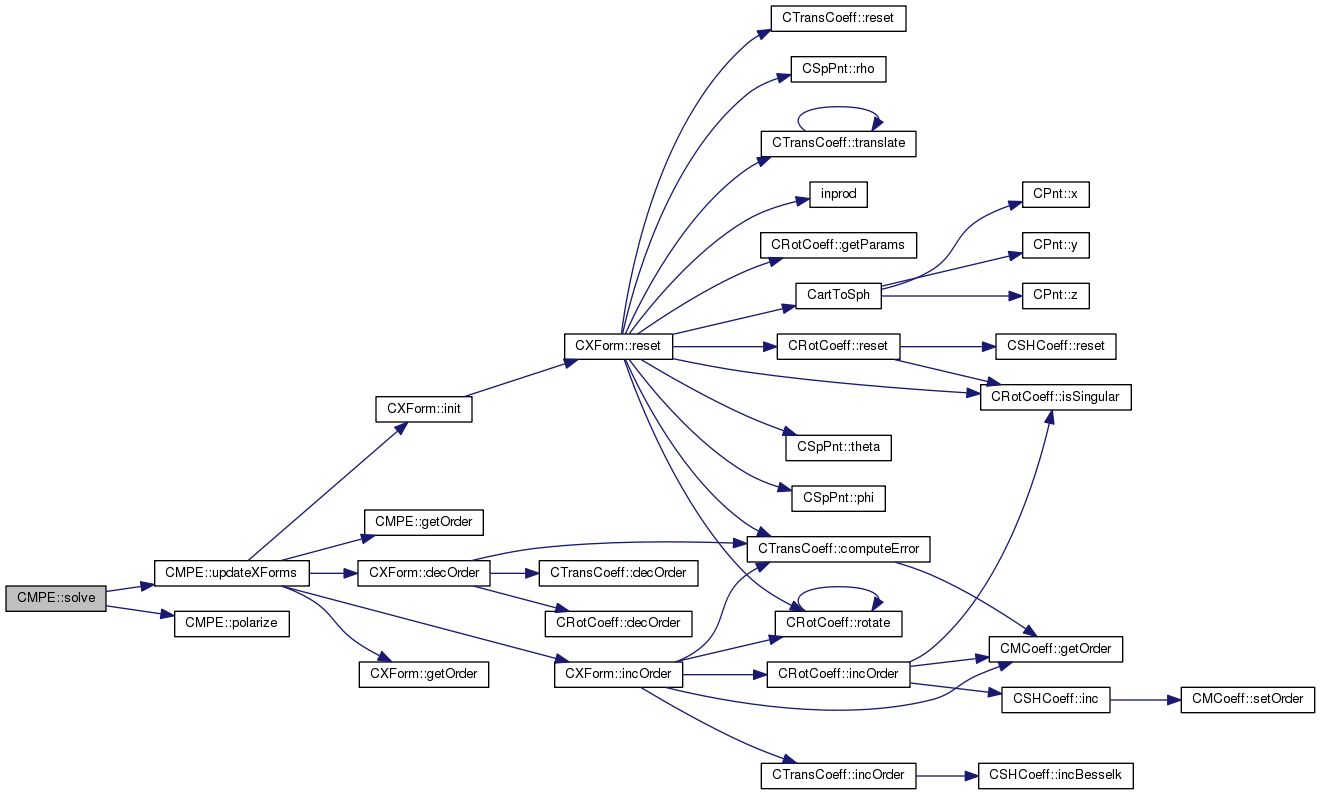 CTransCoeff::reset
CSpPnt::rho
CTransCoeff::translate
inprod
CPnt::x
CRotCoeff::getParams
CPnt::y
CartToSph
CPnt::z
CXForm::reset
CRotCoeff::reset
CSHCoeff::reset
CRotCoeff::isSingular
CXForm::init
CSpPnt::theta
CSpPnt::phi
CMPE::getOrder
CTransCoeff::computeError
CMPE::updateXForms
CXForm::decOrder
CTransCoeff::decOrder
CMPE::solve
CMPE::polarize
CRotCoeff::decOrder
CRotCoeff::rotate
CMCoeff::getOrder
CXForm::getOrder
CXForm::incOrder
CRotCoeff::incOrder
CSHCoeff::inc
CMCoeff::setOrder
CTransCoeff::incOrder
CSHCoeff::incBesselk